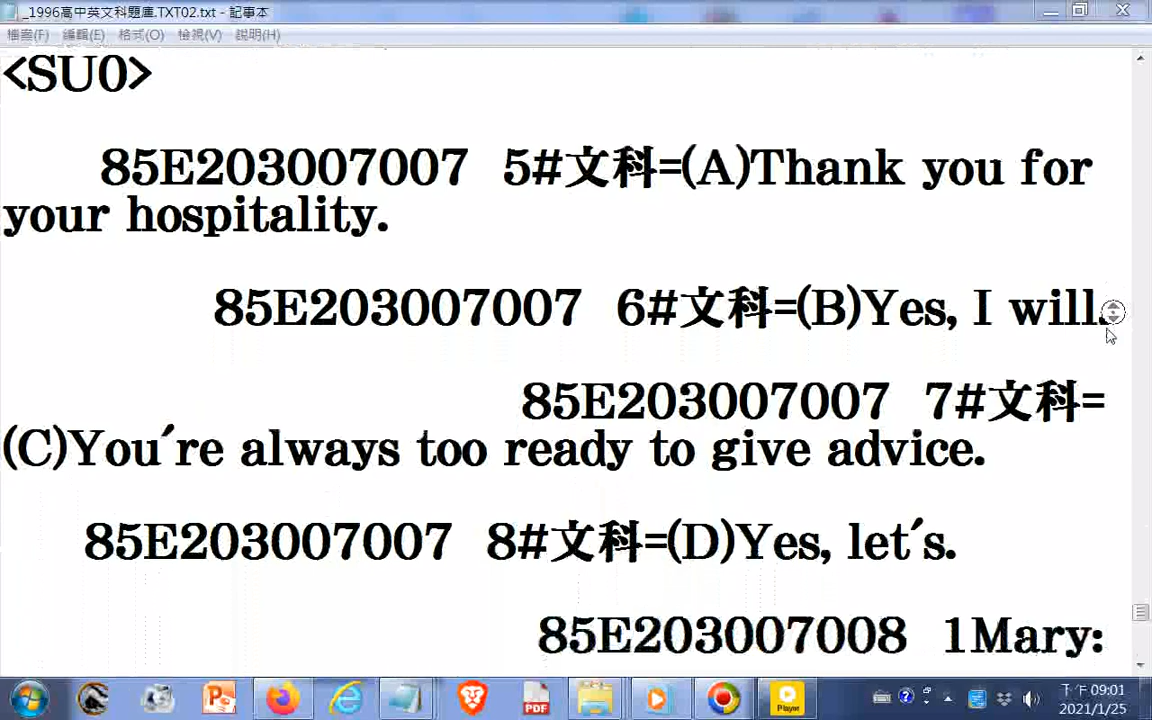 _1996高中英文科題庫.TXT02.txt - 記事本
檔案(F) 編輯(E) 格式(O) 檢視(V) 說明(H)
<SU0>
85E203007007 5#文科=(A)Thank you for
your hospitality.
85E203007007 6#文科=(B)Yes, I will.
85E203007007 7#文科=
(C)You're always too ready to give advice.
85E203007007 8#文科=(D)Yes, let's.
85E203007008 1Mary:
PDF
Player
下午 09:01
2021/1/25